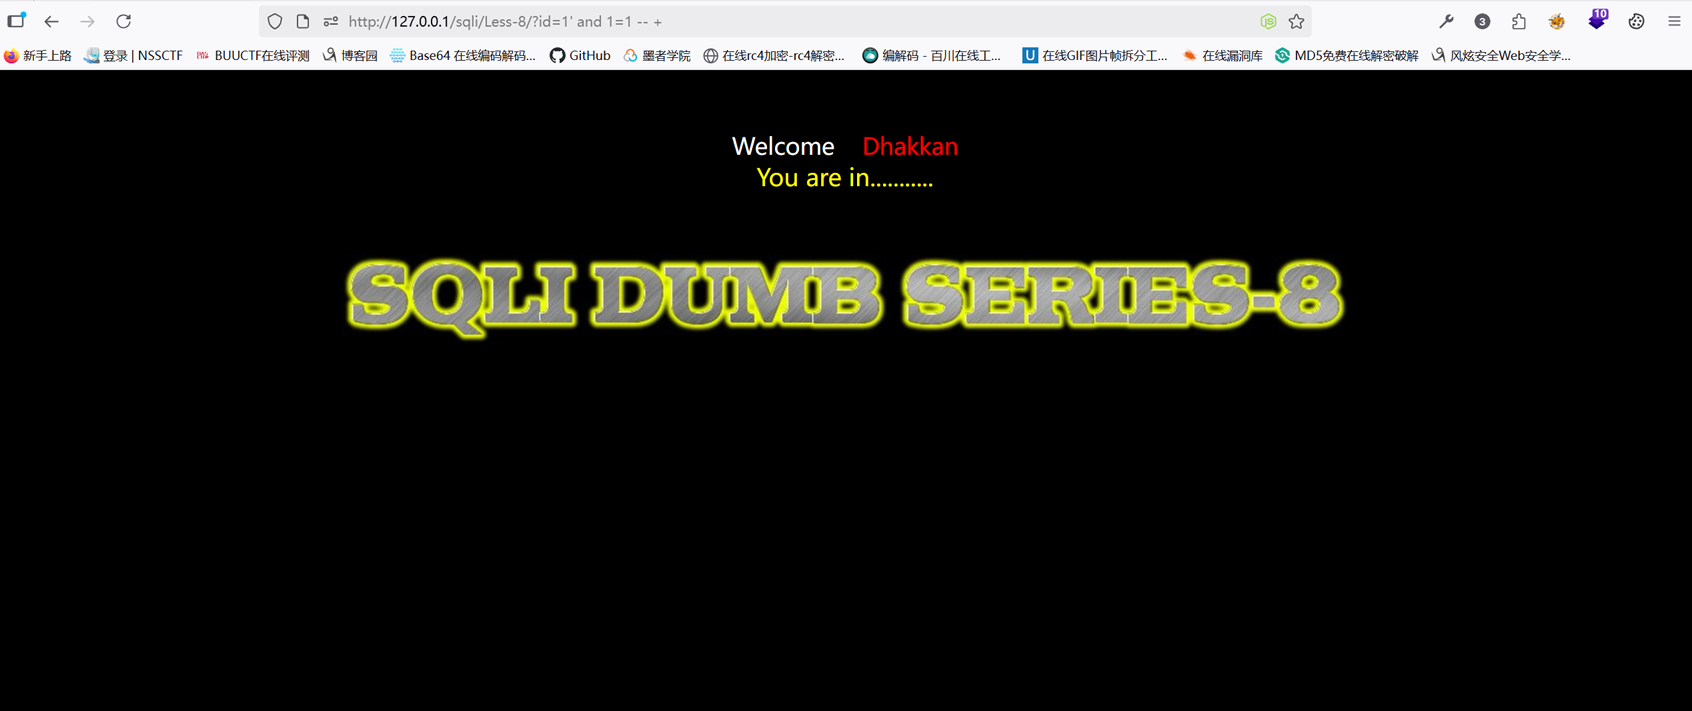 http://127.0.0.1/sqli/Less-8/?id=1' and 1=1 -- +
3
10
新手上路 登录 | NSSCTF BUUCTF在线评测 博客园 Base64 在线编码解码... GitHub 墨者学院 在线rc4加密-rc4解密... 编解码 - 百川在线工... U 在线GIF图片帧拆分工... 在线漏洞库 MD5免费在线解密破解 风炫安全Web安全学...
Welcome Dhakkan
You are in...........
SQLI DUMB SERIES-8